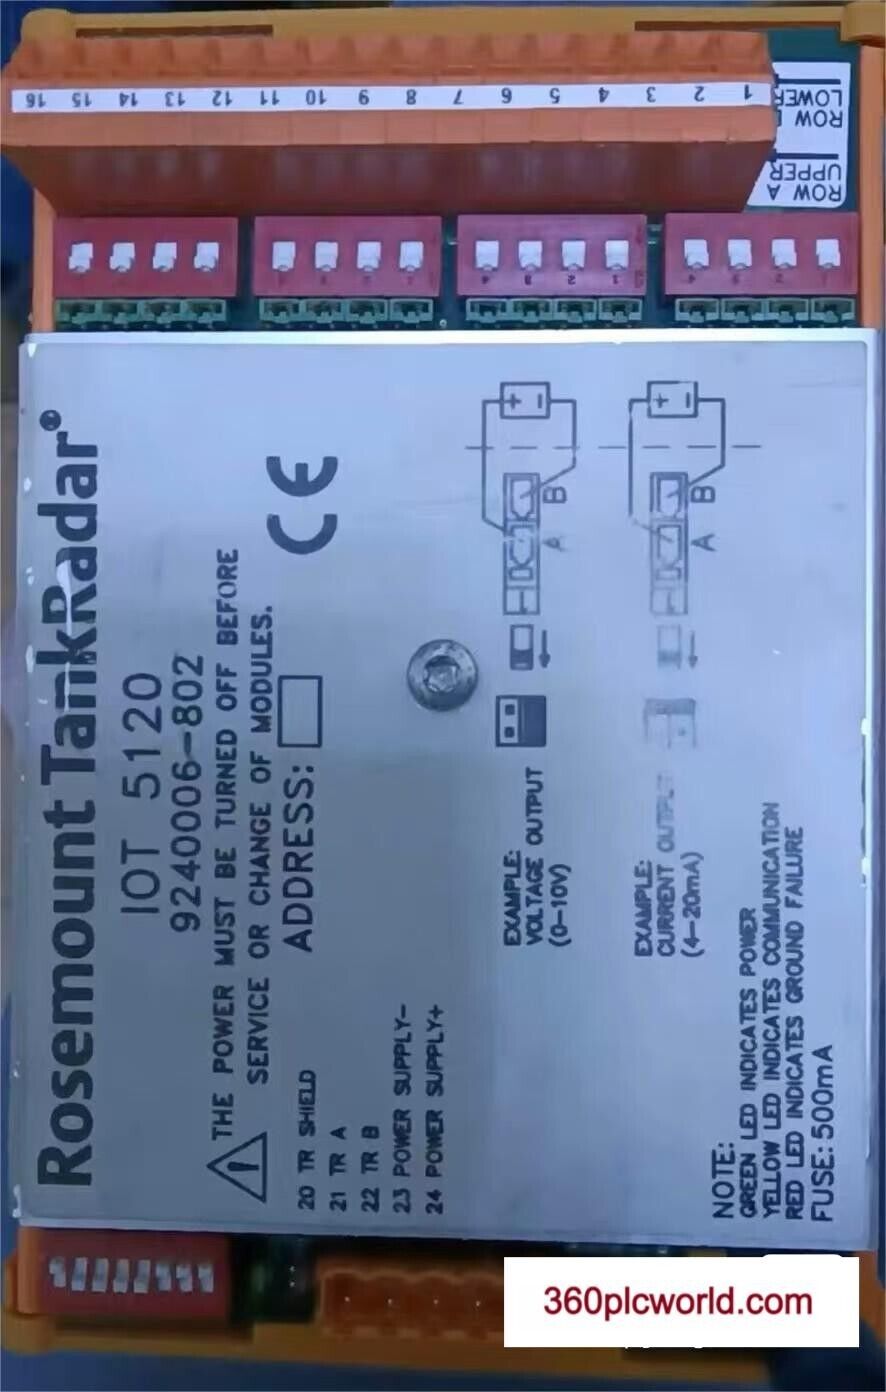 16 15 14 13 12 11 10 9 8 7 6 5 4 3 2 1
ROW A
UPPER
ROW
LOWER
Rosemount TankRadar®
IOT 5120
9240006-802
THE POWER MUST BE TURNED OFF BEFORE
SERVICE OR CHANGE OF MODULES.
CE
ADDRESS:
20 TR SHIELD
21 TR A
22 TR B
23 POWER SUPPLY-
24 POWER SUPPLY+
EXAMPLE:
VOLTAGE OUTPUT
(0-10V)
A B
+ -
EXAMPLE:
CURRENT OUTPUT
(4-20mA)
A B
+ -
NOTE:
GREEN LED INDICATES POWER
YELLOW LED INDICATES COMMUNICATION
RED LED INDICATES GROUND FAILURE
FUSE: 500mA
360plcworld.com